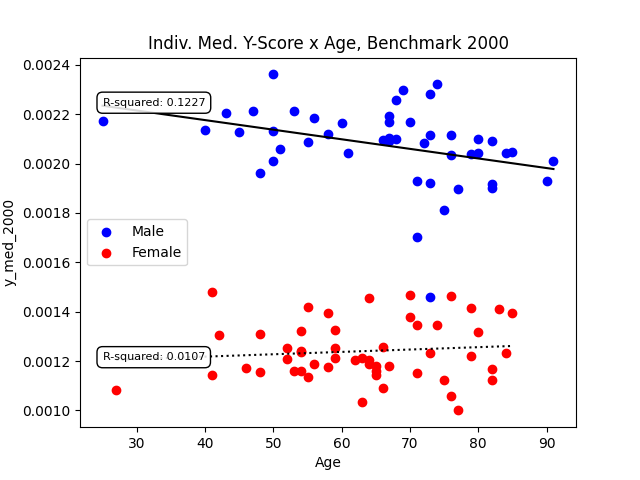 Indiv. Med. Y-Score x Age, Benchmark 2000
y_med_2000
0.0024
0.0022
0.0020
0.0018
0.0016
0.0014
0.0012
0.0010
R-squared: 0.1227
Male
Female
R-squared: 0.0107
30 40 50 60 70 80 90
Age